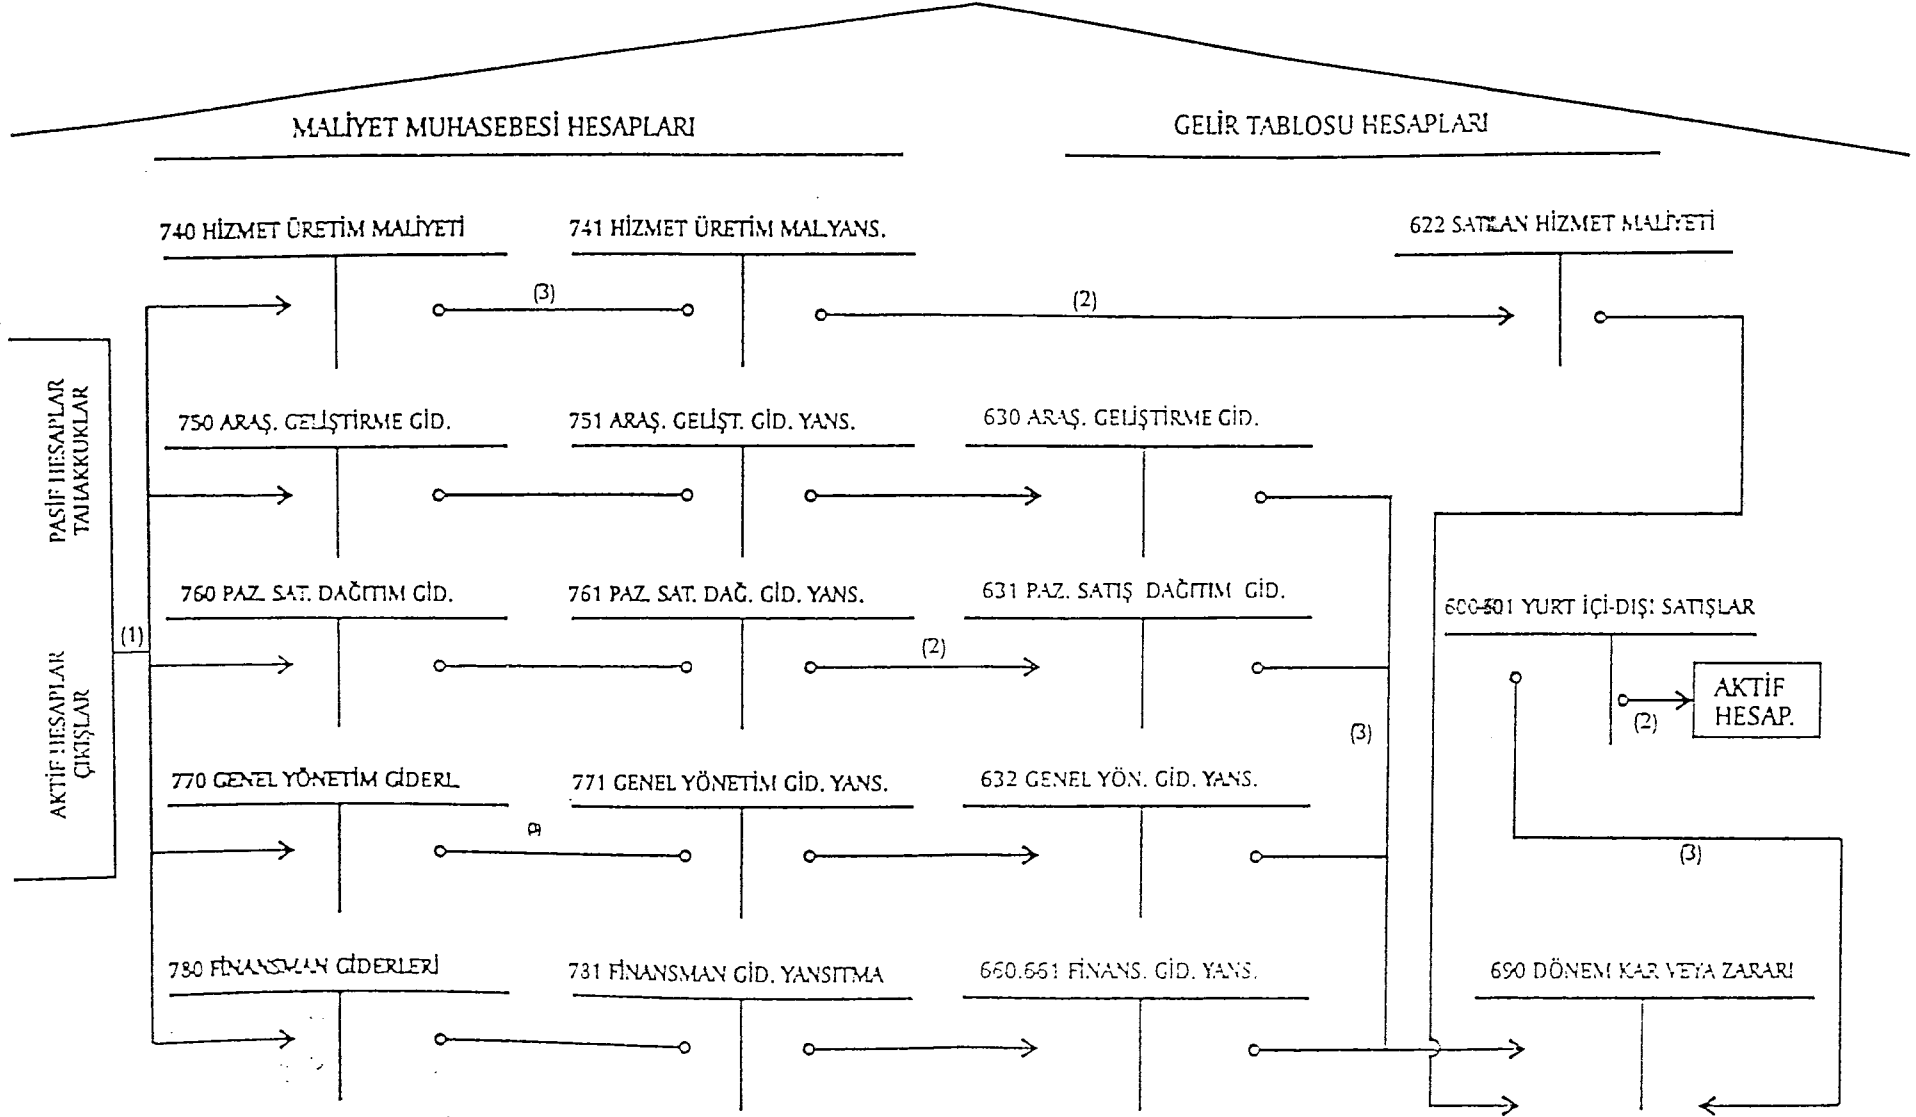 MALİYET MUHASEBESİ HESAPLARI
GELİR TABLOSU HESAPLARI
740 HİZMET ÜRETİM MALİYETİ
741 HİZMET ÜRETİM MAL.YANS.
622 SATILAN HİZMET MALİYETİ
(3)
(2)
PASİF HESAPLAR
TAHAKKUKLAR
750 ARAŞ. GELİŞTİRME GİD.
751 ARAŞ. GELİŞT. GİD. YANS.
630 ARAŞ. GELİŞTİRME GİD.
760 PAZ. SAT. DAĞITIM GİD.
761 PAZ. SAT. DAĞ. GİD. YANS.
631 PAZ. SATIŞ DAĞITIM GİD.
600-601 YURT İÇİ-DIŞI SATIŞLAR
(1)
(2)
AKTİF HESAPLAR
ÇIKIŞLAR
AKTİF
HESAP.
(2)
(3)
770 GENEL YÖNETİM GİDERL.
771 GENEL YÖNETİM GİD. YANS.
632 GENEL YÖN. GİD. YANS.
(3)
780 FİNANSMAN GİDERLERİ
781 FİNANSMAN GİD. YANSITMA
660.661 FİNANS. GİD. YANS.
690 DÖNEM KAR VEYA ZARARI